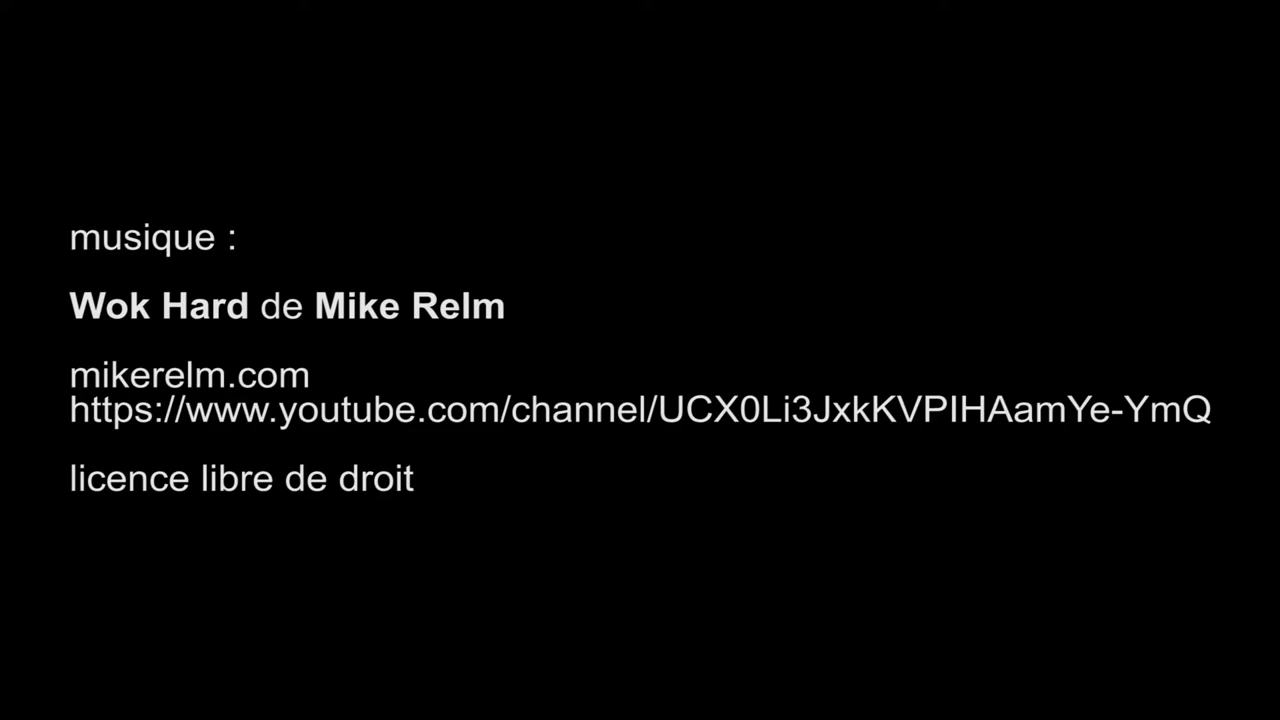 musique :
Wok Hard de Mike Relm
mikerelm.com
https://www.youtube.com/channel/UCX0Li3JxkKVPIHAamYe-YmQ
licence libre de droit